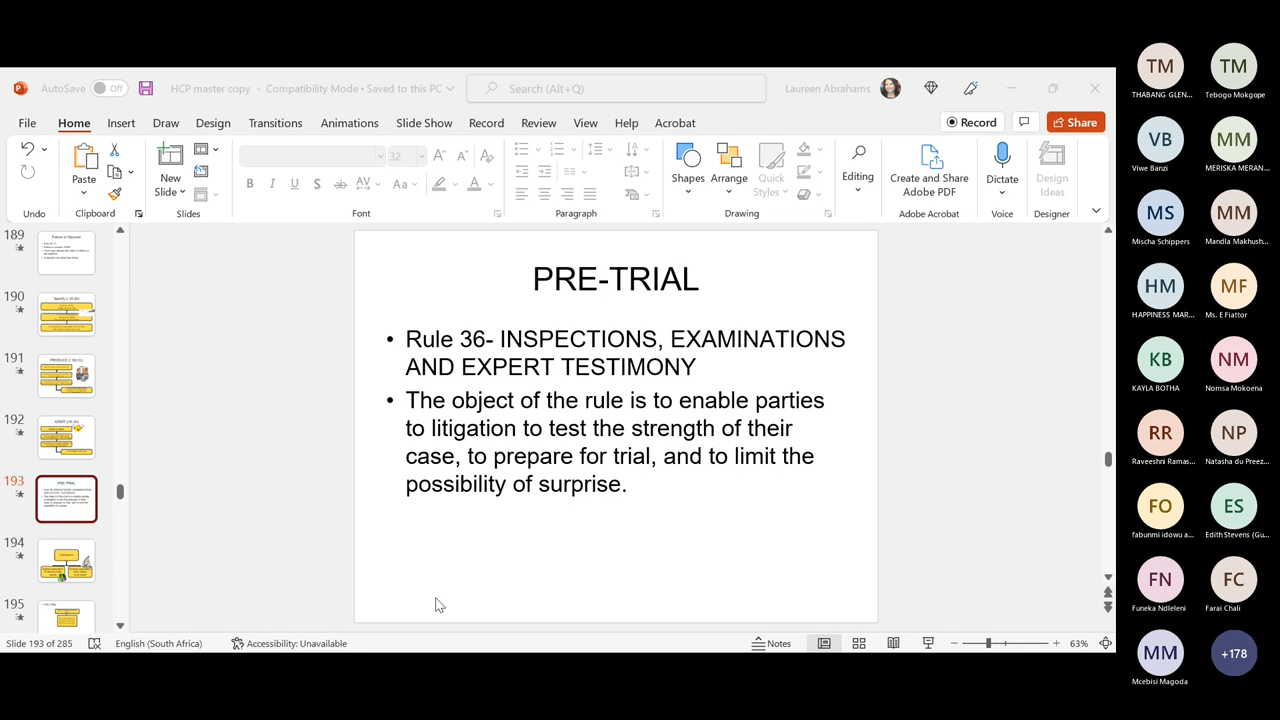 AutoSave Off HCP master copy - Compatibility Mode • Saved to this PC Search (Alt+Q) Laureen Abrahams
File Home Insert Draw Design Transitions Animations Slide Show Record Review View Help Acrobat Record Share
Paste New Slide 32 B I U S ab AV Aa A Shapes Arrange Quick Styles Editing Create and Share Adobe PDF Dictate Design Ideas
Undo Clipboard Slides Font Paragraph Drawing Adobe Acrobat Voice Designer
189
190
191
192
193
194
195
PRE-TRIAL
• Rule 36- INSPECTIONS, EXAMINATIONS
AND EXPERT TESTIMONY
• The object of the rule is to enable parties
to litigation to test the strength of their
case, to prepare for trial, and to limit the
possibility of surprise.
Slide 193 of 285 English (South Africa) Accessibility: Unavailable Notes 63%
TM TM
THABANG GLEN... Tebogo Mokgope
VB MM
Viwe Banzi MERISKA MERAN...
MS MM
Mischa Schippers Mandla Makhush...
HM MF
HAPPINESS MAR... Ms. E Fiattor
KB NM
KAYLA BOTHA Nomsa Mokoena
RR NP
Raveeshni Ramas... Natasha du Preez...
FO ES
fabunmi idowu a... Edith Stevens (Gu...
FN FC
Funeka Ndleleni Farai Chali
MM +178
Mcebisi Magoda